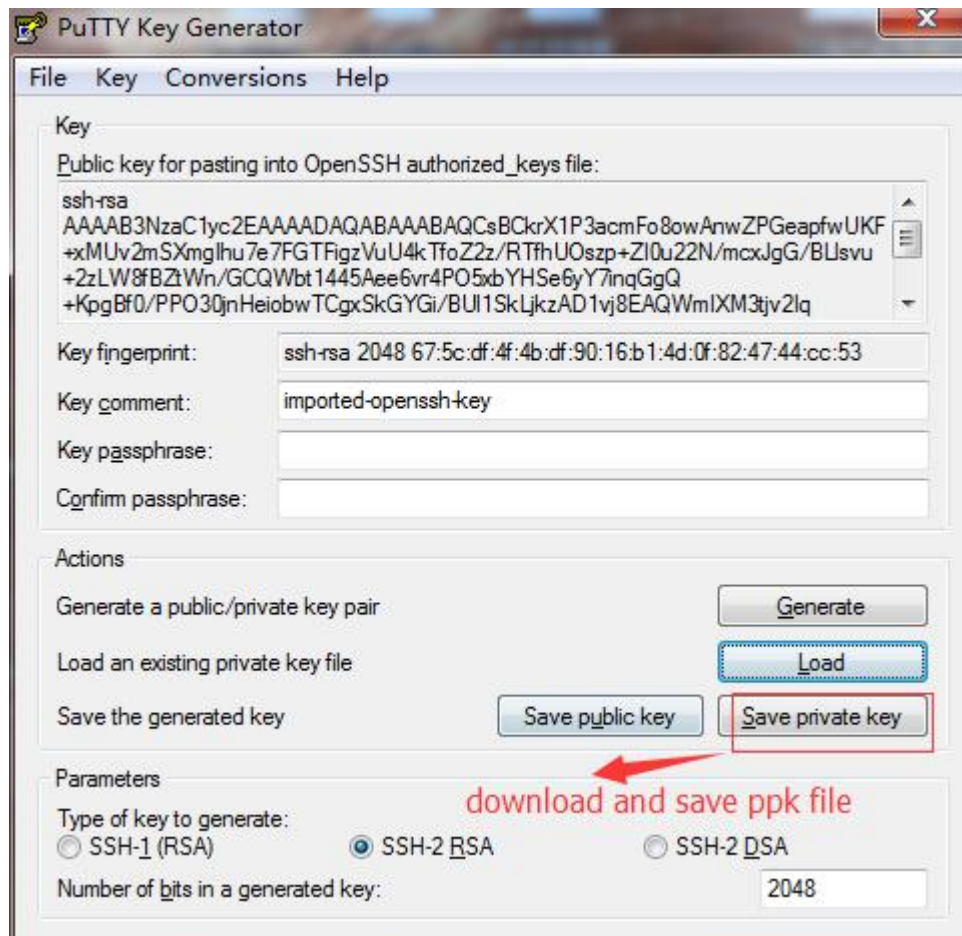 PuTTY Key Generator
File Key Conversions Help
Key
Public key for pasting into OpenSSH authorized_keys file:
ssh-rsa
AAAAB3NzaC1yc2EAAAADAQABAAABAQCsBCkrX1P3acmFo8owAnwZPGeapfwUKF
+xMUv2mSXmgIhu7e7FGTFigzVuU4kTfoZ2z/RTfhUOszp+ZI0u22N/mcxJgG/BLlsvu
+2zLW8fBZtWn/GCQWbt1445Aee6vr4PO5xbYHSe6yY7inqGgQ
+KpgBf0/PPO30jnHeiobwTCgxSkGYGi/BUI1SkLjkzAD1vj8EAQWmIXM3tjv2Iq
Key fingerprint: ssh-rsa 2048 67:5c:df:4f:4b:df:90:16:b1:4d:0f:82:47:44:cc:53
Key comment: imported-openssh-key
Key passphrase:
Confirm passphrase:
Actions
Generate a public/private key pair Generate
Load an existing private key file Load
Save the generated key Save public key Save private key
Parameters
download and save ppk file
Type of key to generate:
SSH-1 (RSA) SSH-2 RSA SSH-2 DSA
Number of bits in a generated key: 2048